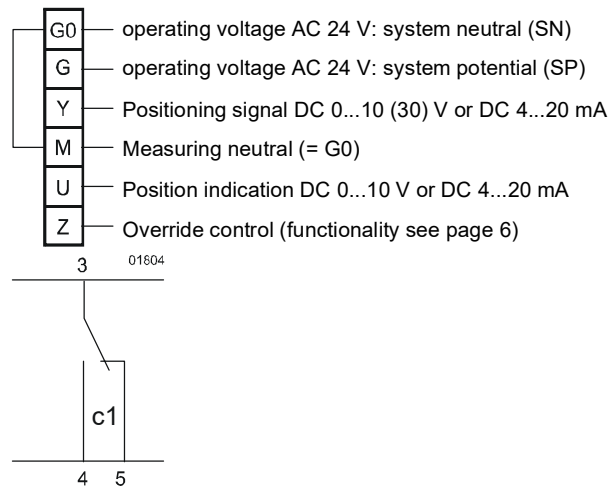 G0 operating voltage AC 24 V: system neutral (SN)
G operating voltage AC 24 V: system potential (SP)
Y Positioning signal DC 0...10 (30) V or DC 4...20 mA
M Measuring neutral (= G0)
U Position indication DC 0...10 V or DC 4...20 mA
Z Override control (functionality see page 6)
3 01804
c1
4 5